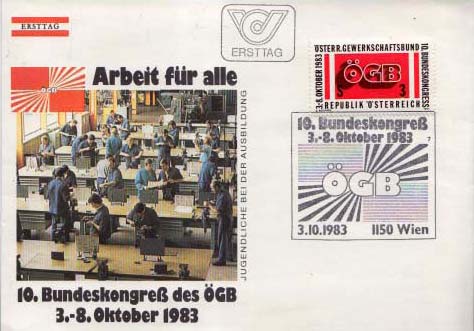 ERSTTAG
ERSTTAG
Arbeit für alle
ÖGB
JUGENDLICHE BEI DER AUSBILDUNG
10. Bundeskongreß des ÖGB
3.-8. Oktober 1983
ÖSTERR. GEWERKSCHAFTSBUND
3.-8. OKTOBER 1983
ÖGB
S 3
10. BUNDESKONGRESS
REPUBLIK ÖSTERREICH
10. Bundeskongreß
3.-8. Oktober 1983
ÖGB
3.10.1983 1150 Wien